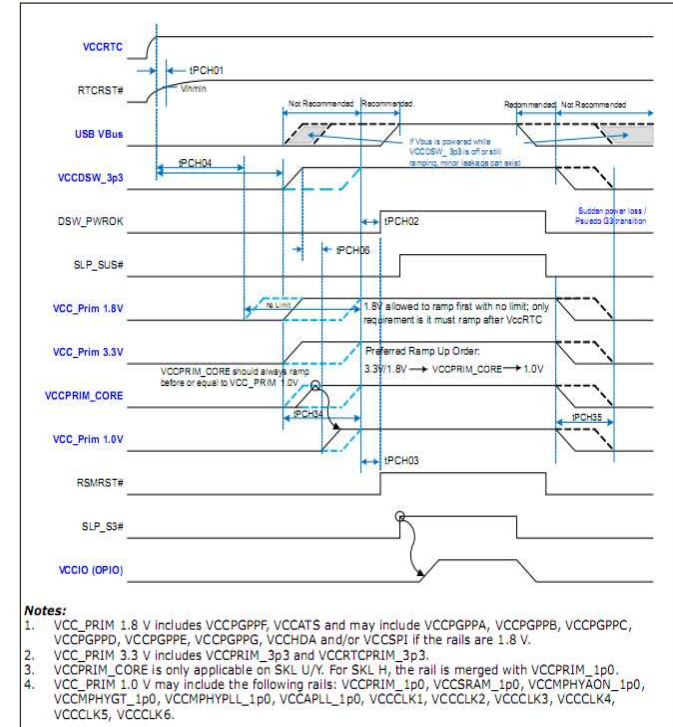 VCCRTC
tPCH01
RTCRST#
Vihmin
Not Recommended
Recommended
Recommended
Not Recommended
USB VBus
If Vbus is powered while
VCCDSW_3p3 is off or still
ramping, minor leakage can exist
tPCH04
VCCDSW_3p3
Sudden power loss /
Psuedo G3 transition
DSW_PWROK
tPCH02
tPCH06
SLP_SUS#
No Limit
VCC_Prim 1.8V
1.8V allowed to ramp first with no limit; only
requirement is it must ramp after VccRTC
VCC_Prim 3.3V
Preferred Ramp Up Order:
3.3V/1.8V → VCCPRIM_CORE → 1.0V
VCCPRIM_CORE should always ramp
before or equal to VCC_PRIM 1.0V
VCCPRIM_CORE
tPCH34
tPCH35
VCC_Prim 1.0V
tPCH03
RSMRST#
SLP_S3#
VCCIO (OPIO)
Notes:
1. VCC_PRIM 1.8 V includes VCCPGPPF, VCCATS and may include VCCPGPPA, VCCPGPPB, VCCPGPPC,
VCCPGPPD, VCCPGPPE, VCCPGPPG, VCCHDA and/or VCCSPI if the rails are 1.8 V.
2. VCC_PRIM 3.3 V includes VCCPRIM_3p3 and VCCRTCPRIM_3p3.
3. VCCPRIM_CORE is only applicable on SKL U/Y. For SKL H, the rail is merged with VCCPRIM_1p0.
4. VCC_PRIM 1.0 V may include the following rails: VCCPRIM_1p0, VCCSRAM_1p0, VCCMPHYAON_1p0,
VCCMPHYGT_1p0, VCCMPHYPLL_1p0, VCCAPLL_1p0, VCCCLK1, VCCCLK2, VCCCLK3, VCCCLK4,
VCCCLK5, VCCCLK6.